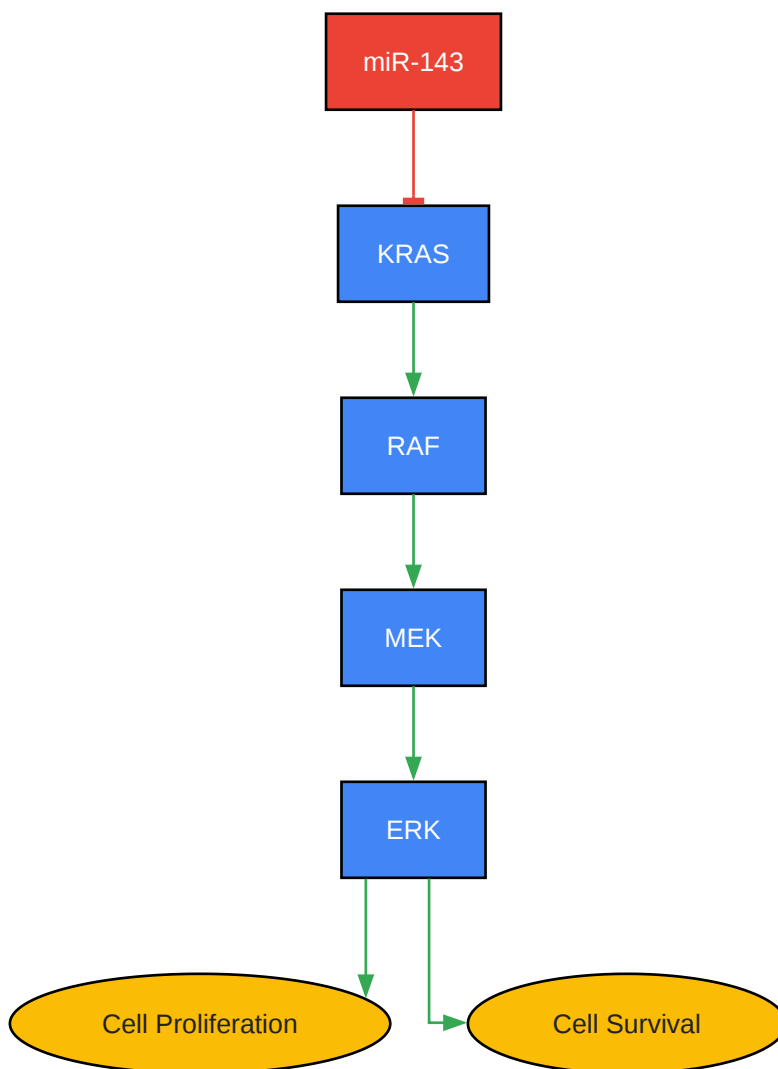 miR-143
KRAS
RAF
MEK
ERK
Cell Proliferation
Cell Survival